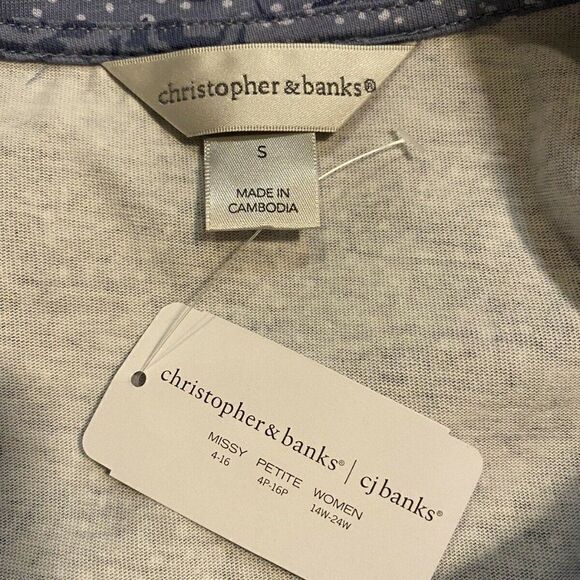 christopher & banks®
S
MADE IN
CAMBODIA
christopher & banks® | cj banks®
MISSY PETITE WOMEN
4-16 4P-16P 14W-24W